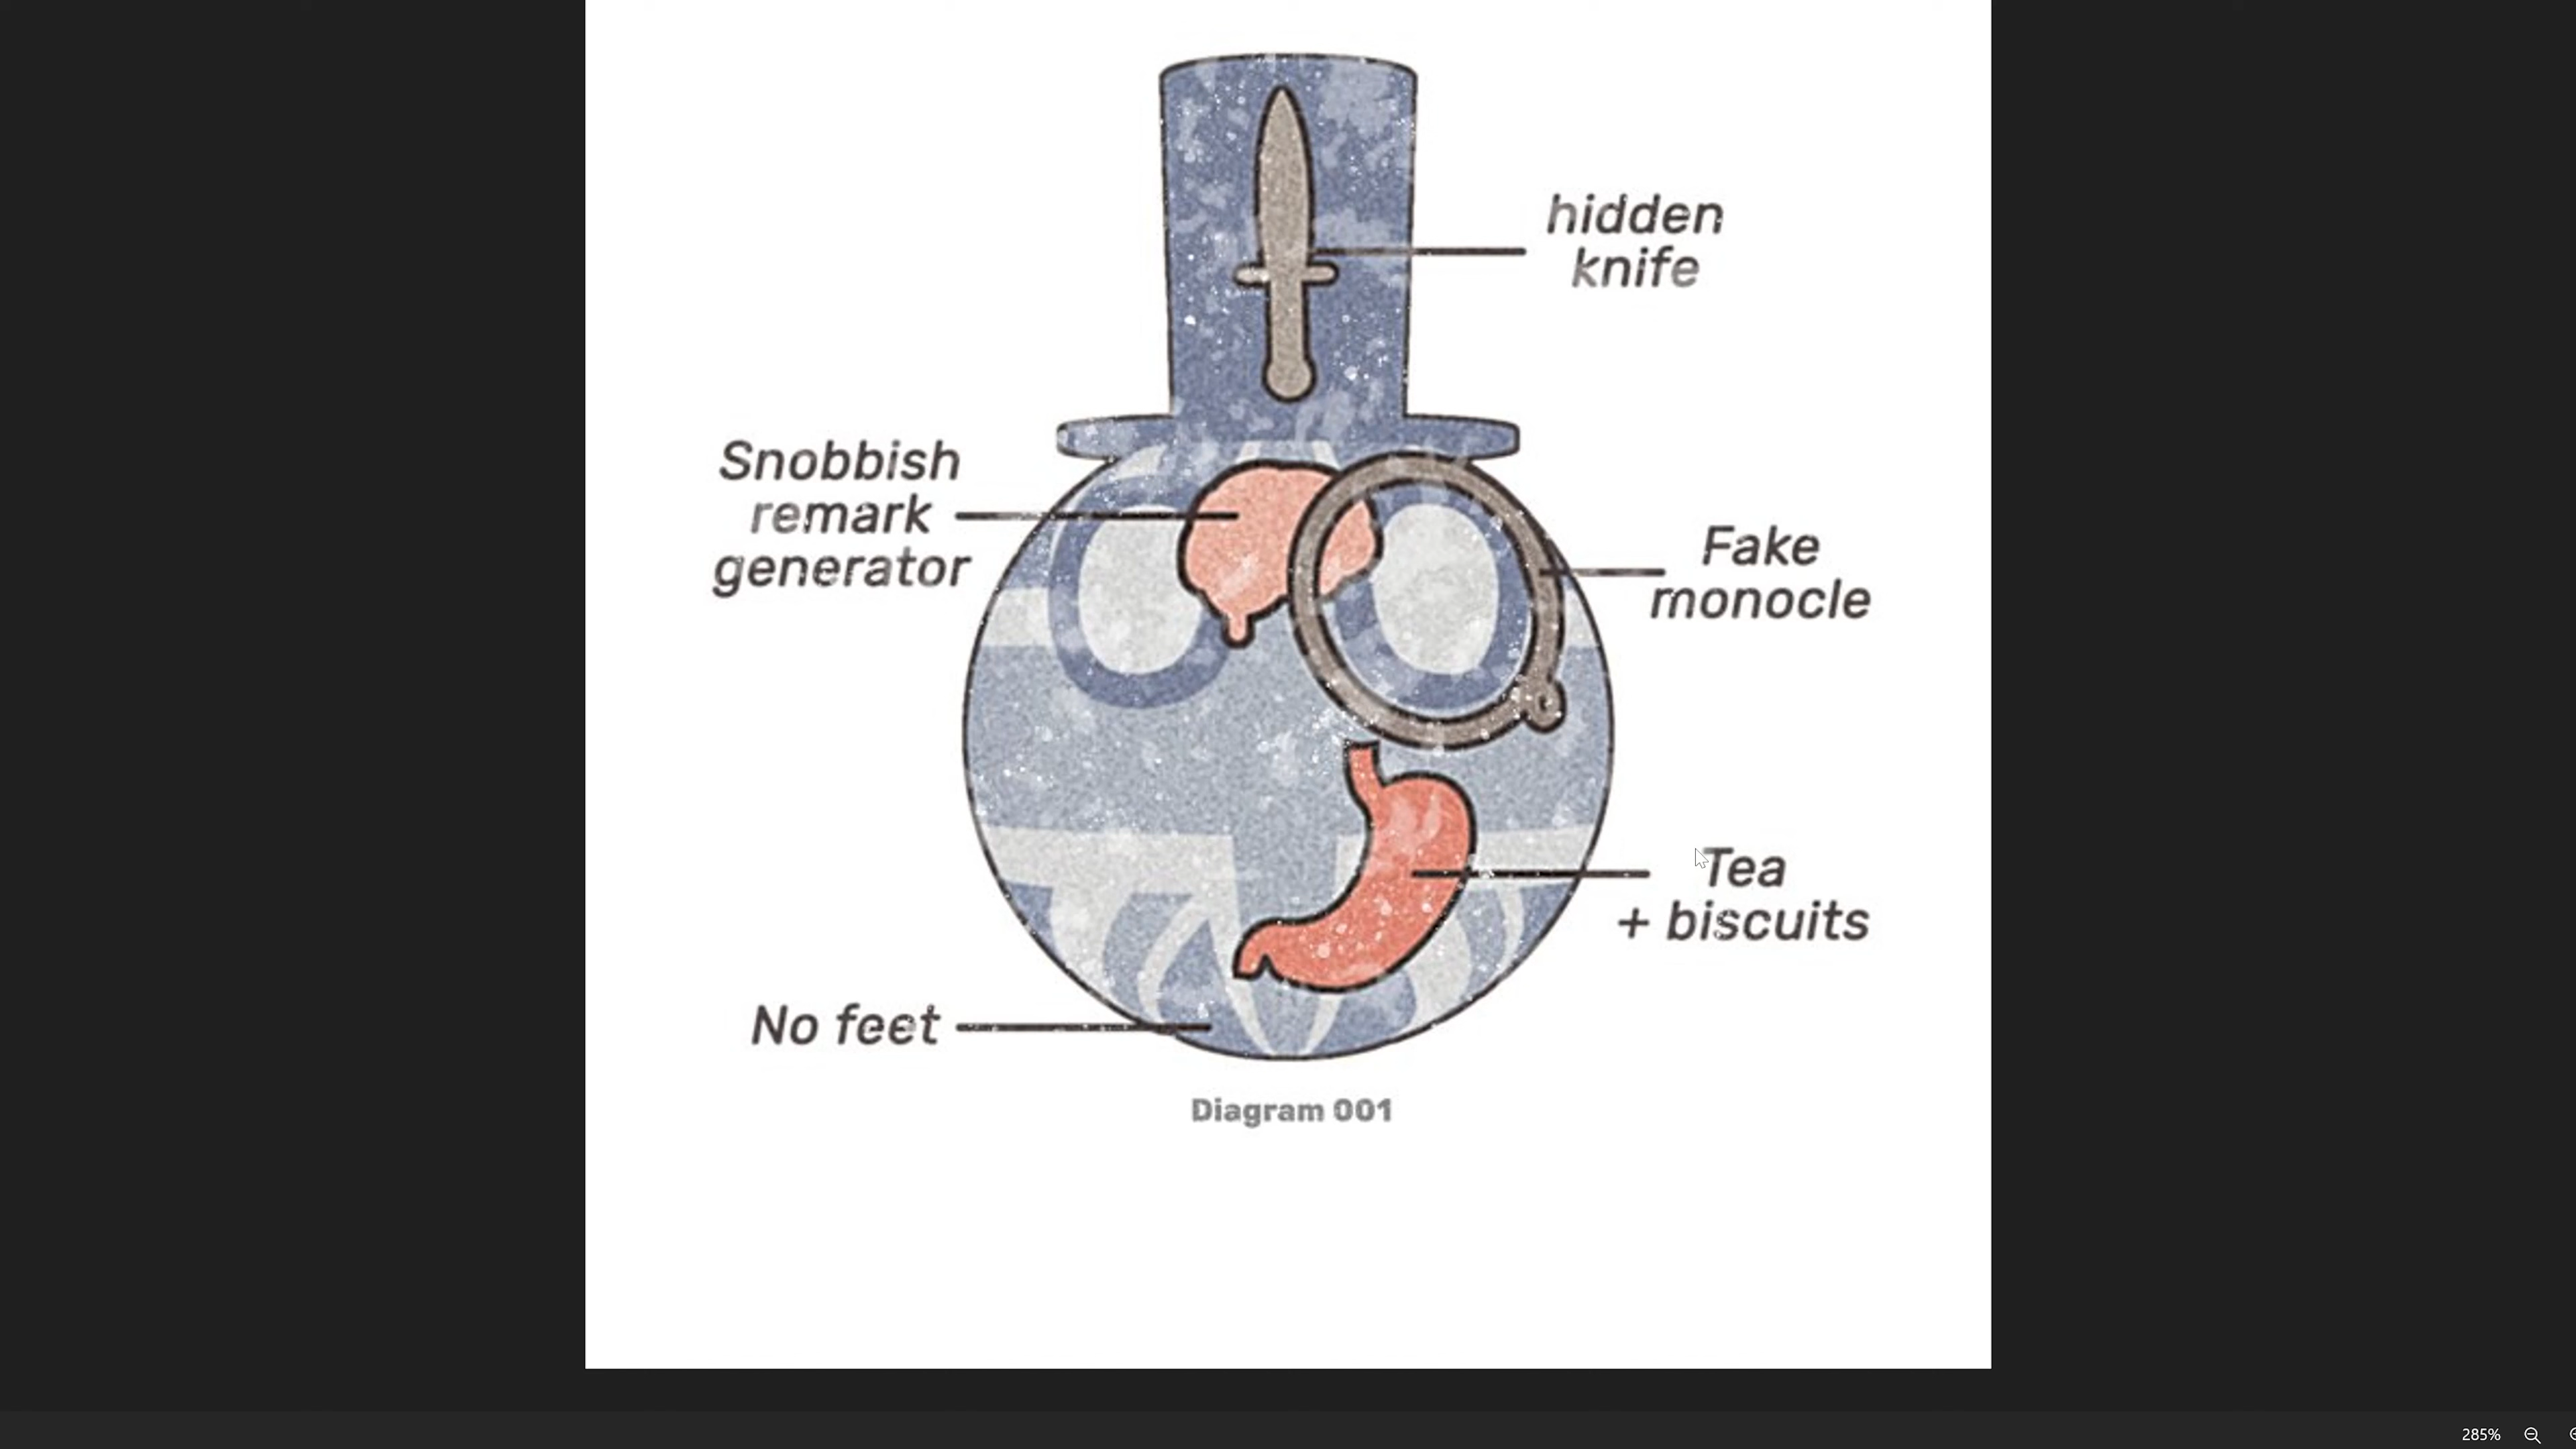 hidden
knife
Snobbish
remark
generator
Fake
monocle
Tea
+ biscuits
No feet
Diagram 001
285%